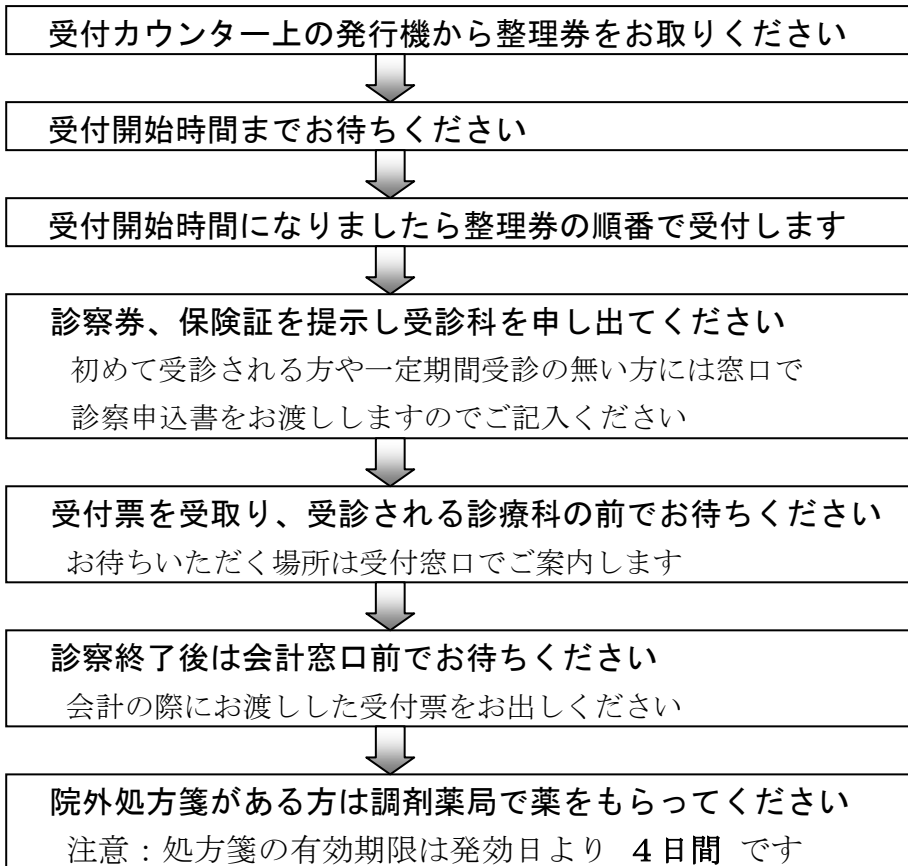 受付カウンター上の発行機から整理券をお取りください
受付開始時間までお待ちください
受付開始時間になりましたら整理券の順番で受付します
診察券、保険証を提示し受診科を申し出てください
初めて受診される方や一定期間受診の無い方には窓口で
診察申込書をお渡ししますのでご記入ください
受付票を受取り、受診される診療科の前でお待ちください
お待ちいただく場所は受付窓口でご案内します
診察終了後は会計窓口前でお待ちください
会計の際にお渡しした受付票をお出しください
院外処方箋がある方は調剤薬局で薬をもらってください
注意：処方箋の有効期限は発効日より ４日間 です